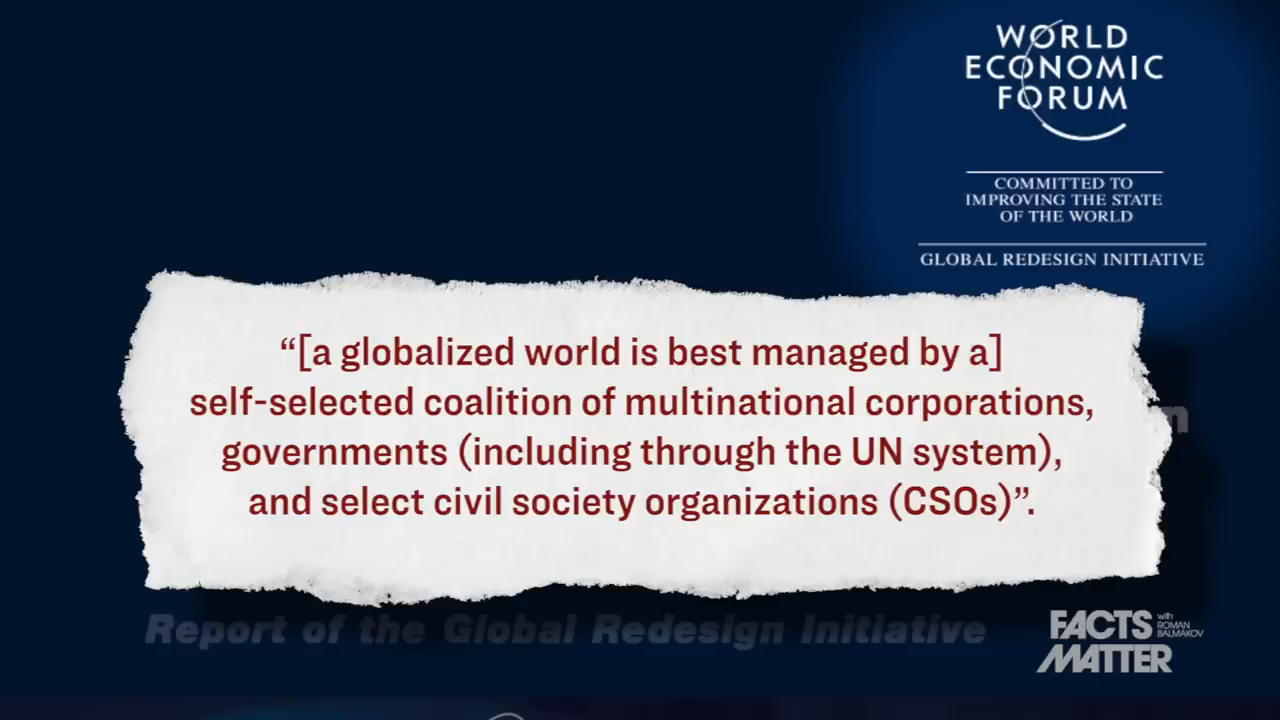 WORLD
ECONOMIC
FORUM
COMMITTED TO
IMPROVING THE STATE
OF THE WORLD
GLOBAL REDESIGN INITIATIVE
“[a globalized world is best managed by a]
self-selected coalition of multinational corporations,
governments (including through the UN system),
and select civil society organizations (CSOs)”.
Report of the Global Redesign Initiative
FACTS with ROMAN BALMAKOV
MATTER